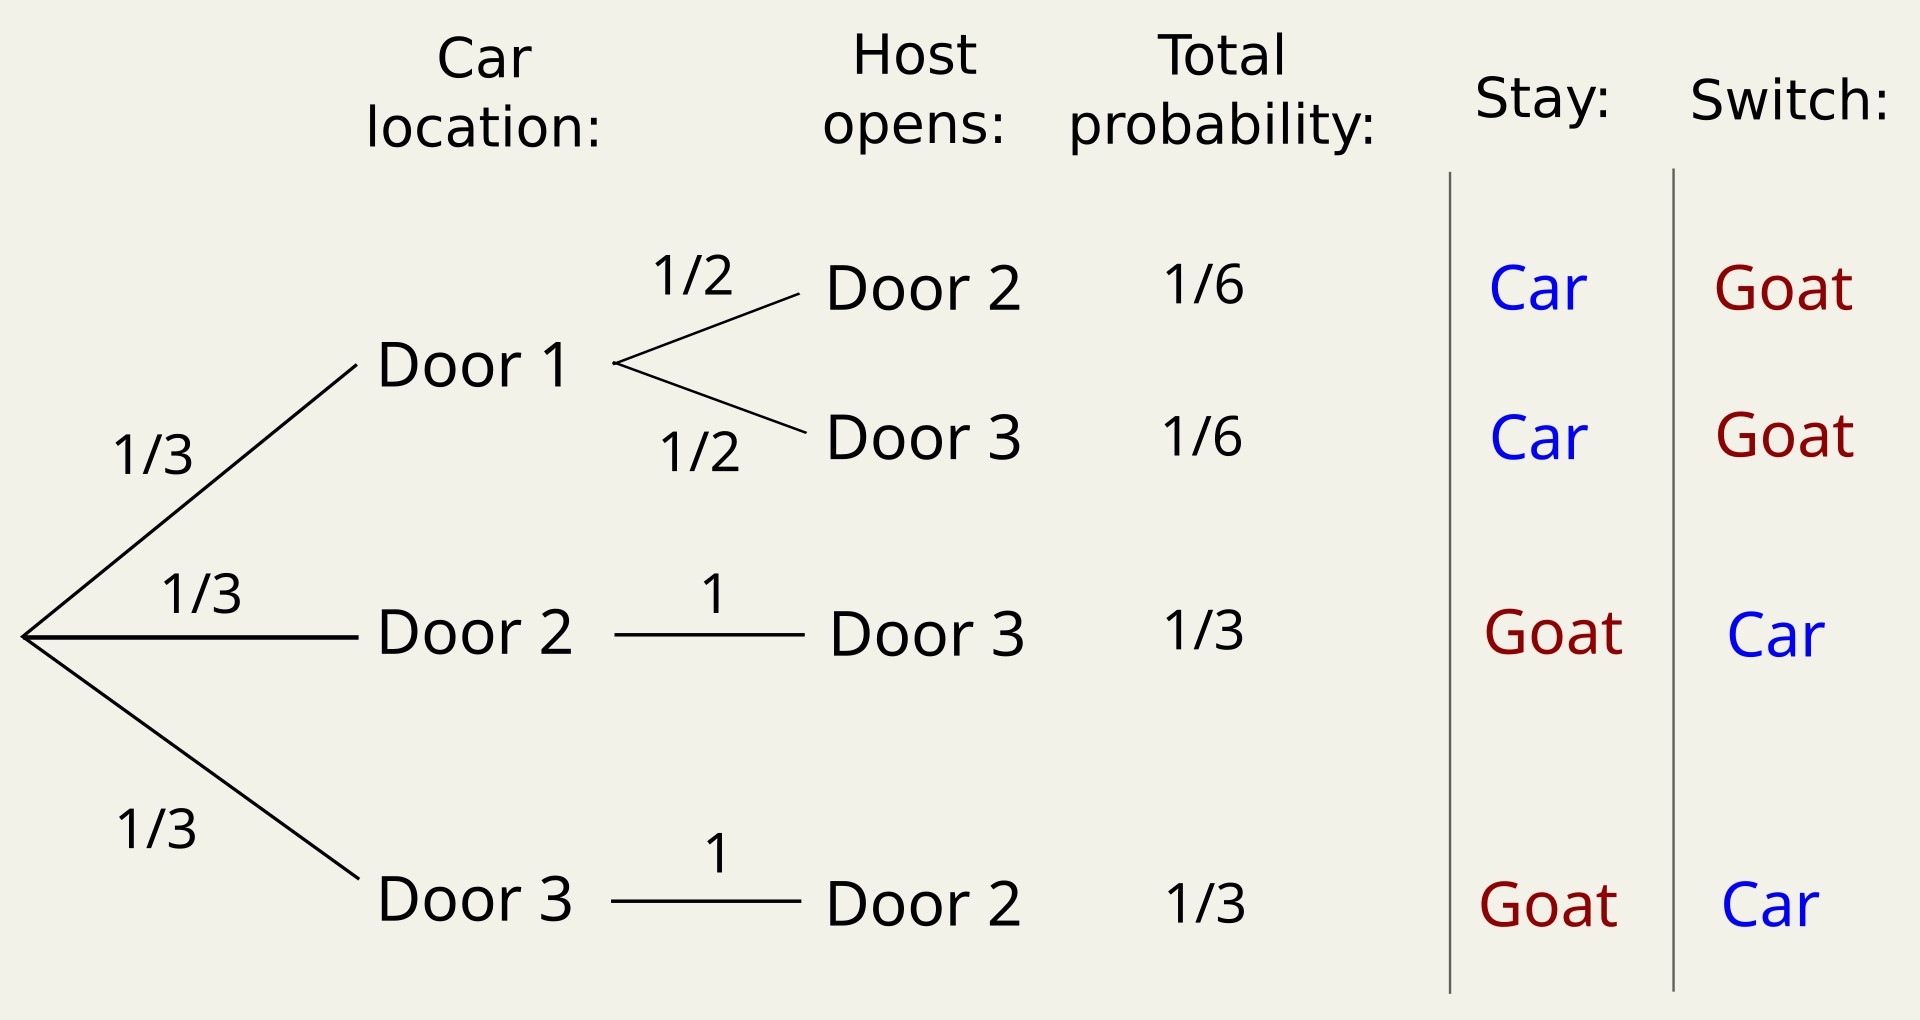 Car
location:
Host
opens:
Total
probability:
Stay:
Switch:
1/2
Door 2
1/6
Car
Goat
Door 1
1/3
1/2
Door 3
1/6
Car
Goat
1/3
Door 2
1
Door 3
1/3
Goat
Car
1/3
Door 3
1
Door 2
1/3
Goat
Car